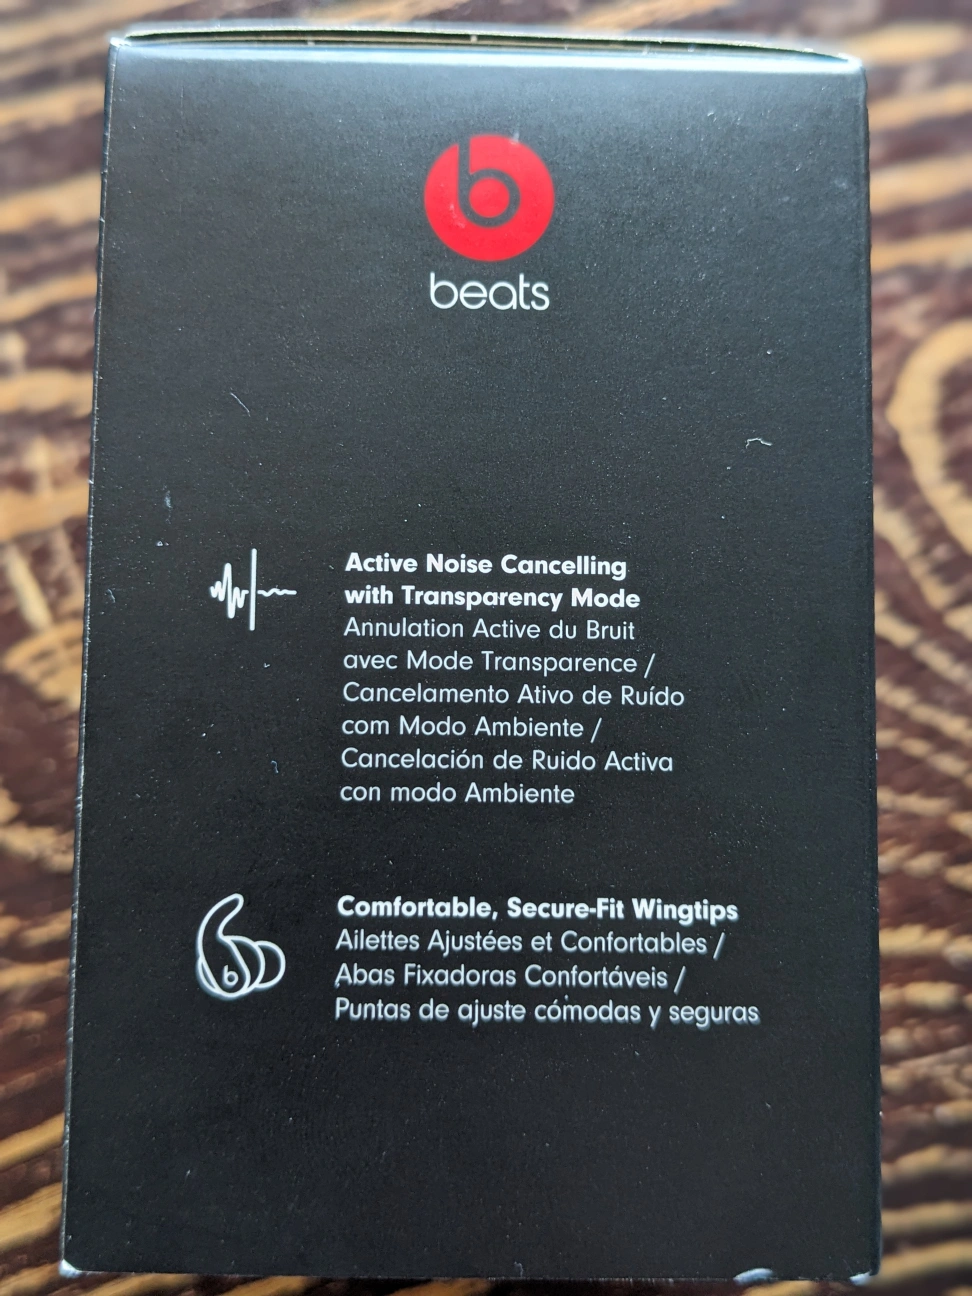 beats
Active Noise Cancelling
with Transparency Mode
Annulation Active du Bruit
avec Mode Transparence /
Cancelamento Ativo de Ruído
com Modo Ambiente /
Cancelación de Ruido Activa
con modo Ambiente
Comfortable, Secure-Fit Wingtips
Ailettes Ajustées et Confortables /
Abas Fixadoras Confortáveis /
Puntas de ajuste cómodas y seguras